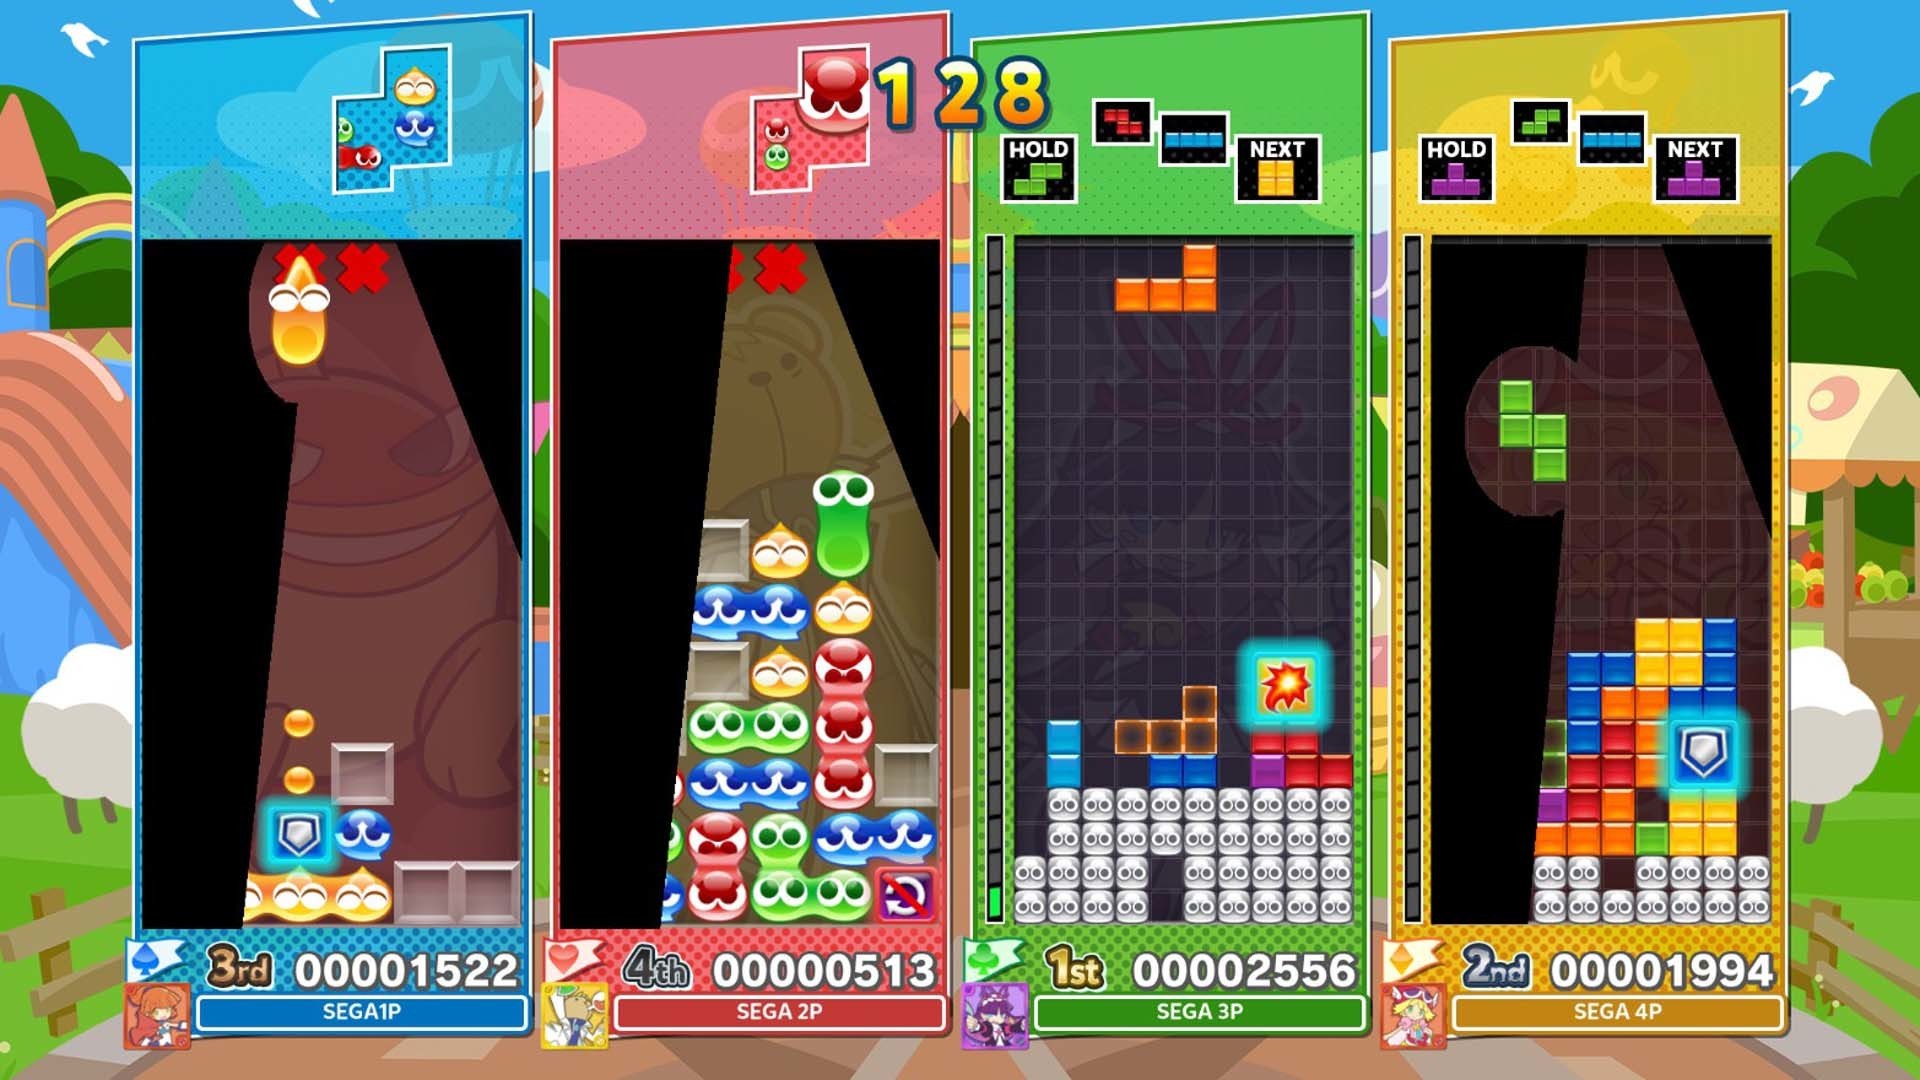 128
HOLD
NEXT
HOLD
NEXT
3rd 00001522
SEGA1P
4th 00000513
SEGA 2P
1st 00002556
SEGA 3P
2nd 00001994
SEGA 4P